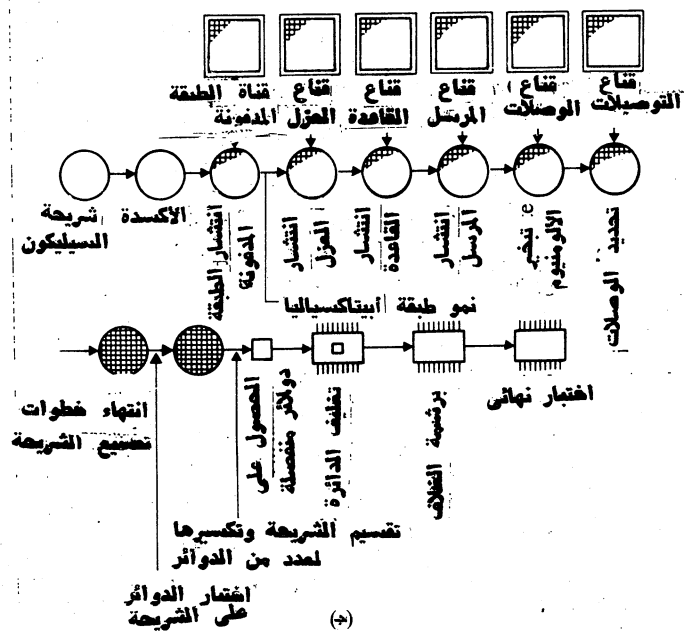 قناة الطبقة
المدفونة
قناع
العزل
قناع
القاعدة
قناع
المرسل
قناع
الوصلات
قناع
التوصيلات
شريحة
السيليكون
الأكسدة
انتشار الطبقة
المدفونة
انتشار
العزل
انتشار
القاعدة
انتشار
المرسل
e تبخير
الألومنيوم
تحديد الوصلات
نمو طبقة أبيتاكسياليا
انتهاء خطوات
تصنيع الشريحة
الحصول على
دوائر منفصلة
تغليف الدائرة
برشمة الغلاف
اختبار نهائى
تقسيم الشريحة وتكسيرها
لعدد من الدوائر
اختبار الدوائر
على الشريحة
(ج)